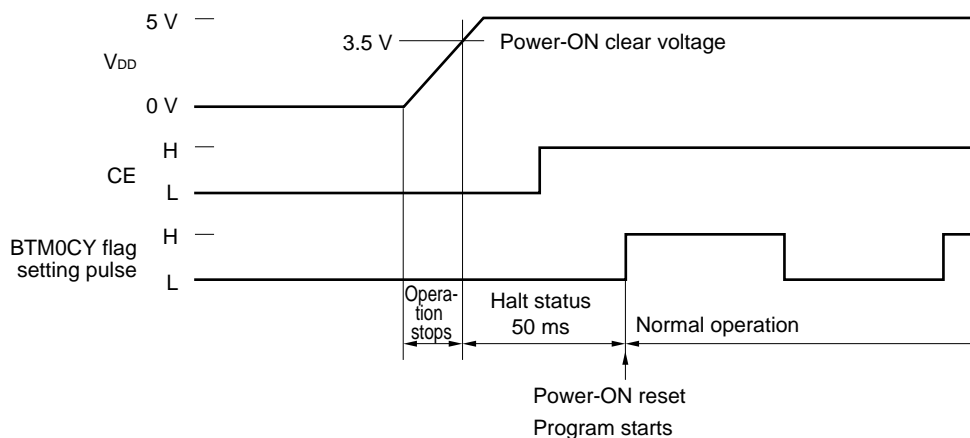 5 V
3.5 V
Power-ON clear voltage
VDD
0 V
H
CE
L
H
BTM0CY flag
setting pulse
L
Opera-
tion
stops
Halt status
50 ms
Normal operation
Power-ON reset
Program starts